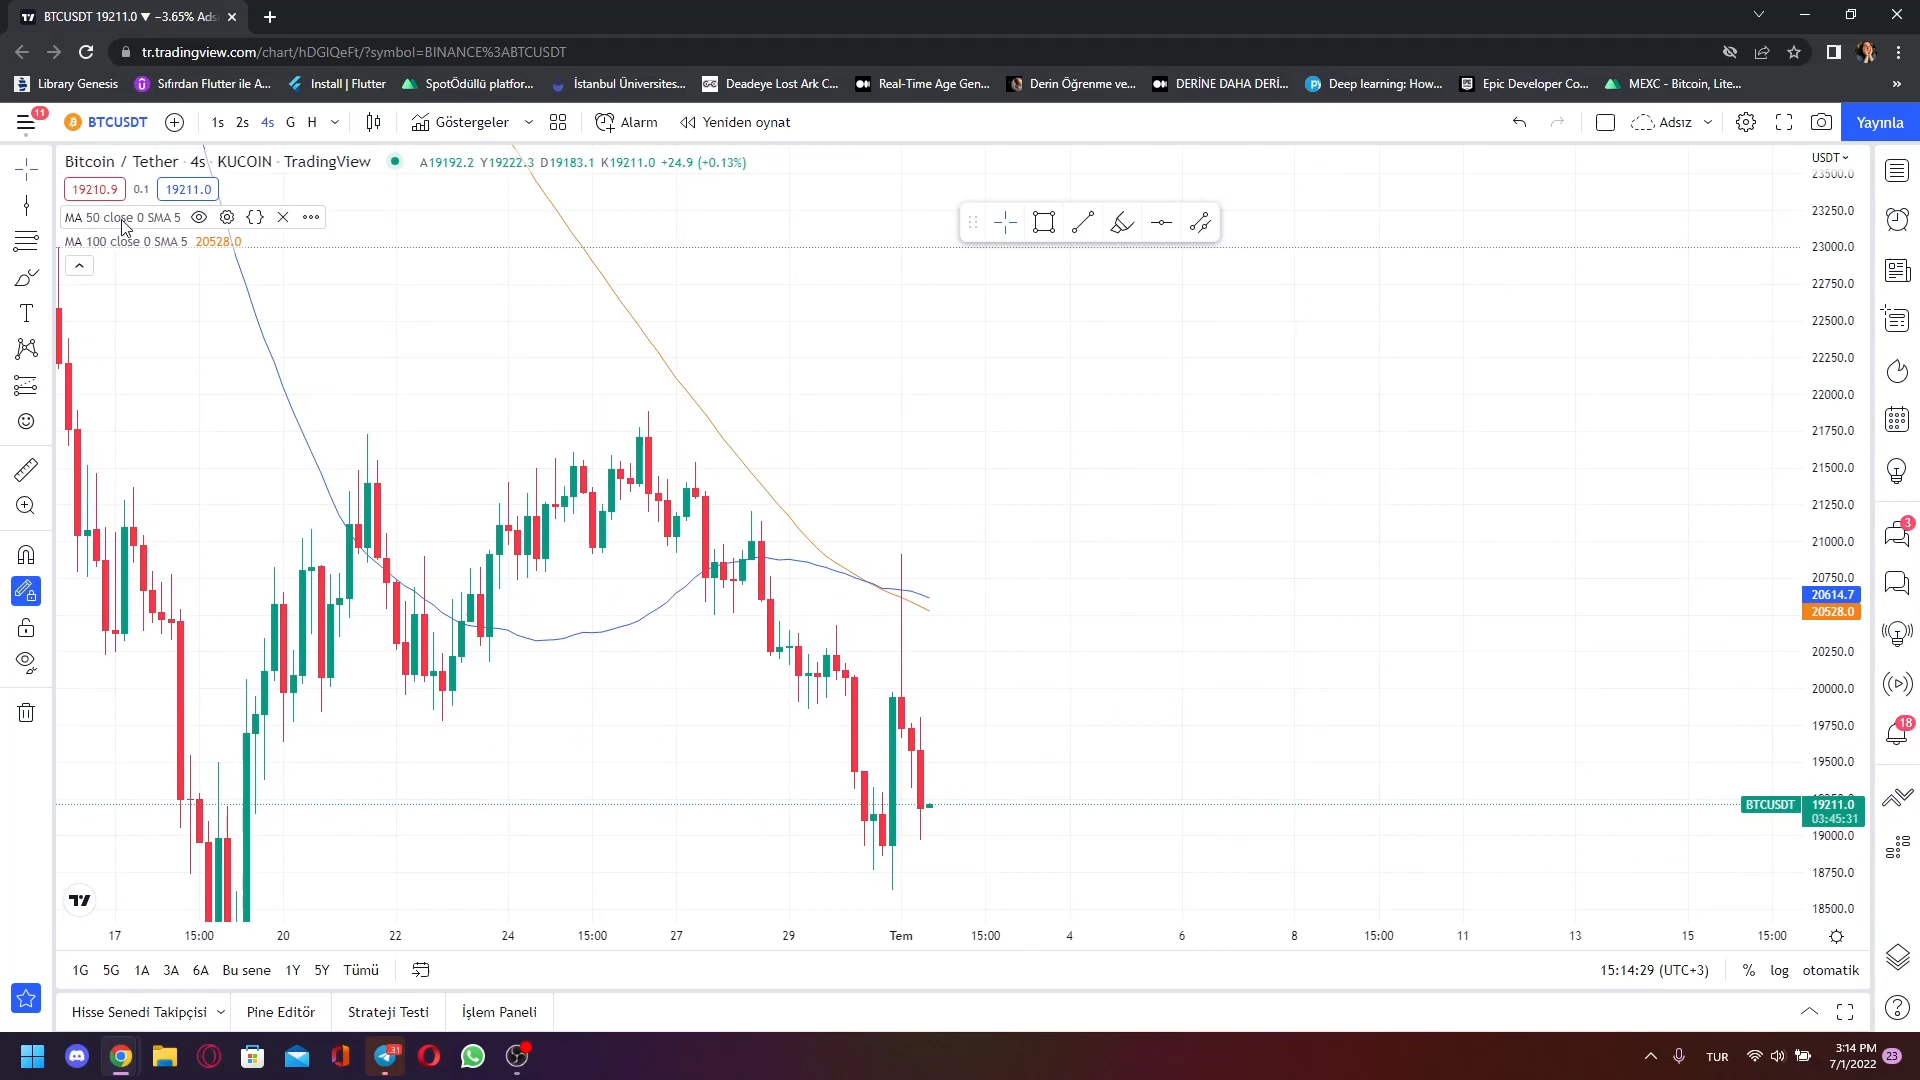 BTCUSDT 19211.0 ▼ −3.65% Ads
tr.tradingview.com/chart/hDGlQeFt/?symbol=BINANCE%3ABTCUSDT
Library Genesis
Sıfırdan Flutter ile A...
Install | Flutter
SpotÖdüllü platfor...
İstanbul Üniversites...
Deadeye Lost Ark C...
Real-Time Age Gen...
Derin Öğrenme ve...
DERİNE DAHA DERİ...
Deep learning: How...
Epic Developer Co...
MEXC - Bitcoin, Lite...
»
11
BTCUSDT
1s 2s 4s G H
Göstergeler
Alarm
Yeniden oynat
Adsız
Yayınla
Bitcoin / Tether · 4s · KUCOIN · TradingView
A19192.2 Y19222.3 D19183.1 K19211.0 +24.9 (+0.13%)
USDT
19210.9 0.1 19211.0
MA 50 close 0 SMA 5
MA 100 close 0 SMA 5 20528.0
23500.0
23250.0
23000.0
22750.0
22500.0
22250.0
22000.0
21750.0
21500.0
21250.0
21000.0
20750.0
20614.7
20528.0
20250.0
20000.0
19750.0
19500.0
BTCUSDT 19211.0
03:45:31
19000.0
18750.0
18500.0
3
18
17 15:00 20 22 24 15:00 27 29 Tem 15:00 4 6 8 15:00 11 13 15 15:00
1G 5G 1A 3A 6A Bu sene 1Y 5Y Tümü
15:14:29 (UTC+3) % log otomatik
Hisse Senedi Takipçisi
Pine Editör
Strateji Testi
İşlem Paneli
31
TUR
3:14 PM
7/1/2022
23